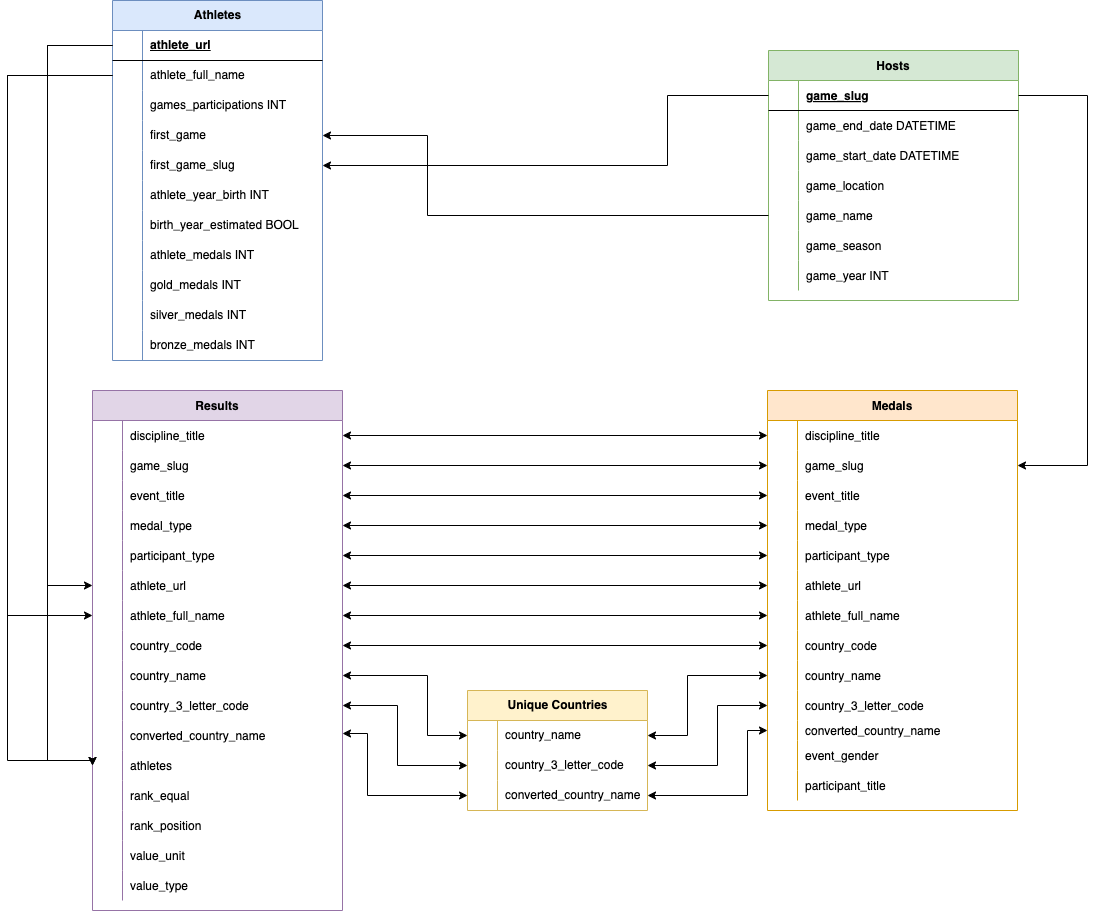 Athletes
athlete_url
athlete_full_name
games_participations INT
first_game
first_game_slug
athlete_year_birth INT
birth_year_estimated BOOL
athlete_medals INT
gold_medals INT
silver_medals INT
bronze_medals INT
Hosts
game_slug
game_end_date DATETIME
game_start_date DATETIME
game_location
game_name
game_season
game_year INT
Results
discipline_title
game_slug
event_title
medal_type
participant_type
athlete_url
athlete_full_name
country_code
country_name
country_3_letter_code
converted_country_name
athletes
rank_equal
rank_position
value_unit
value_type
Unique Countries
country_name
country_3_letter_code
converted_country_name
Medals
discipline_title
game_slug
event_title
medal_type
participant_type
athlete_url
athlete_full_name
country_code
country_name
country_3_letter_code
converted_country_name
event_gender
participant_title